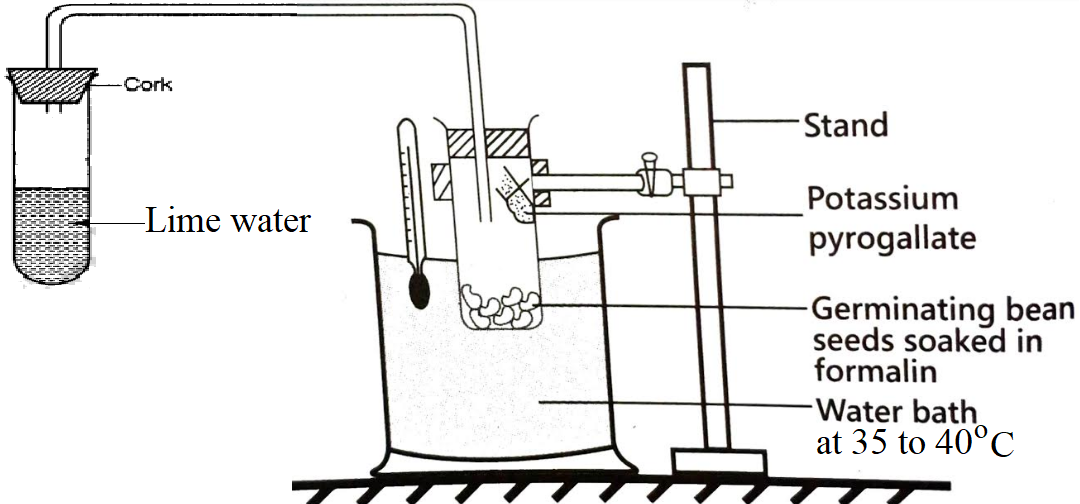 Cork
Lime water
Stand
Potassium
pyrogallate
Germinating bean
seeds soaked in
formalin
Water bath
at 35 to 40°C